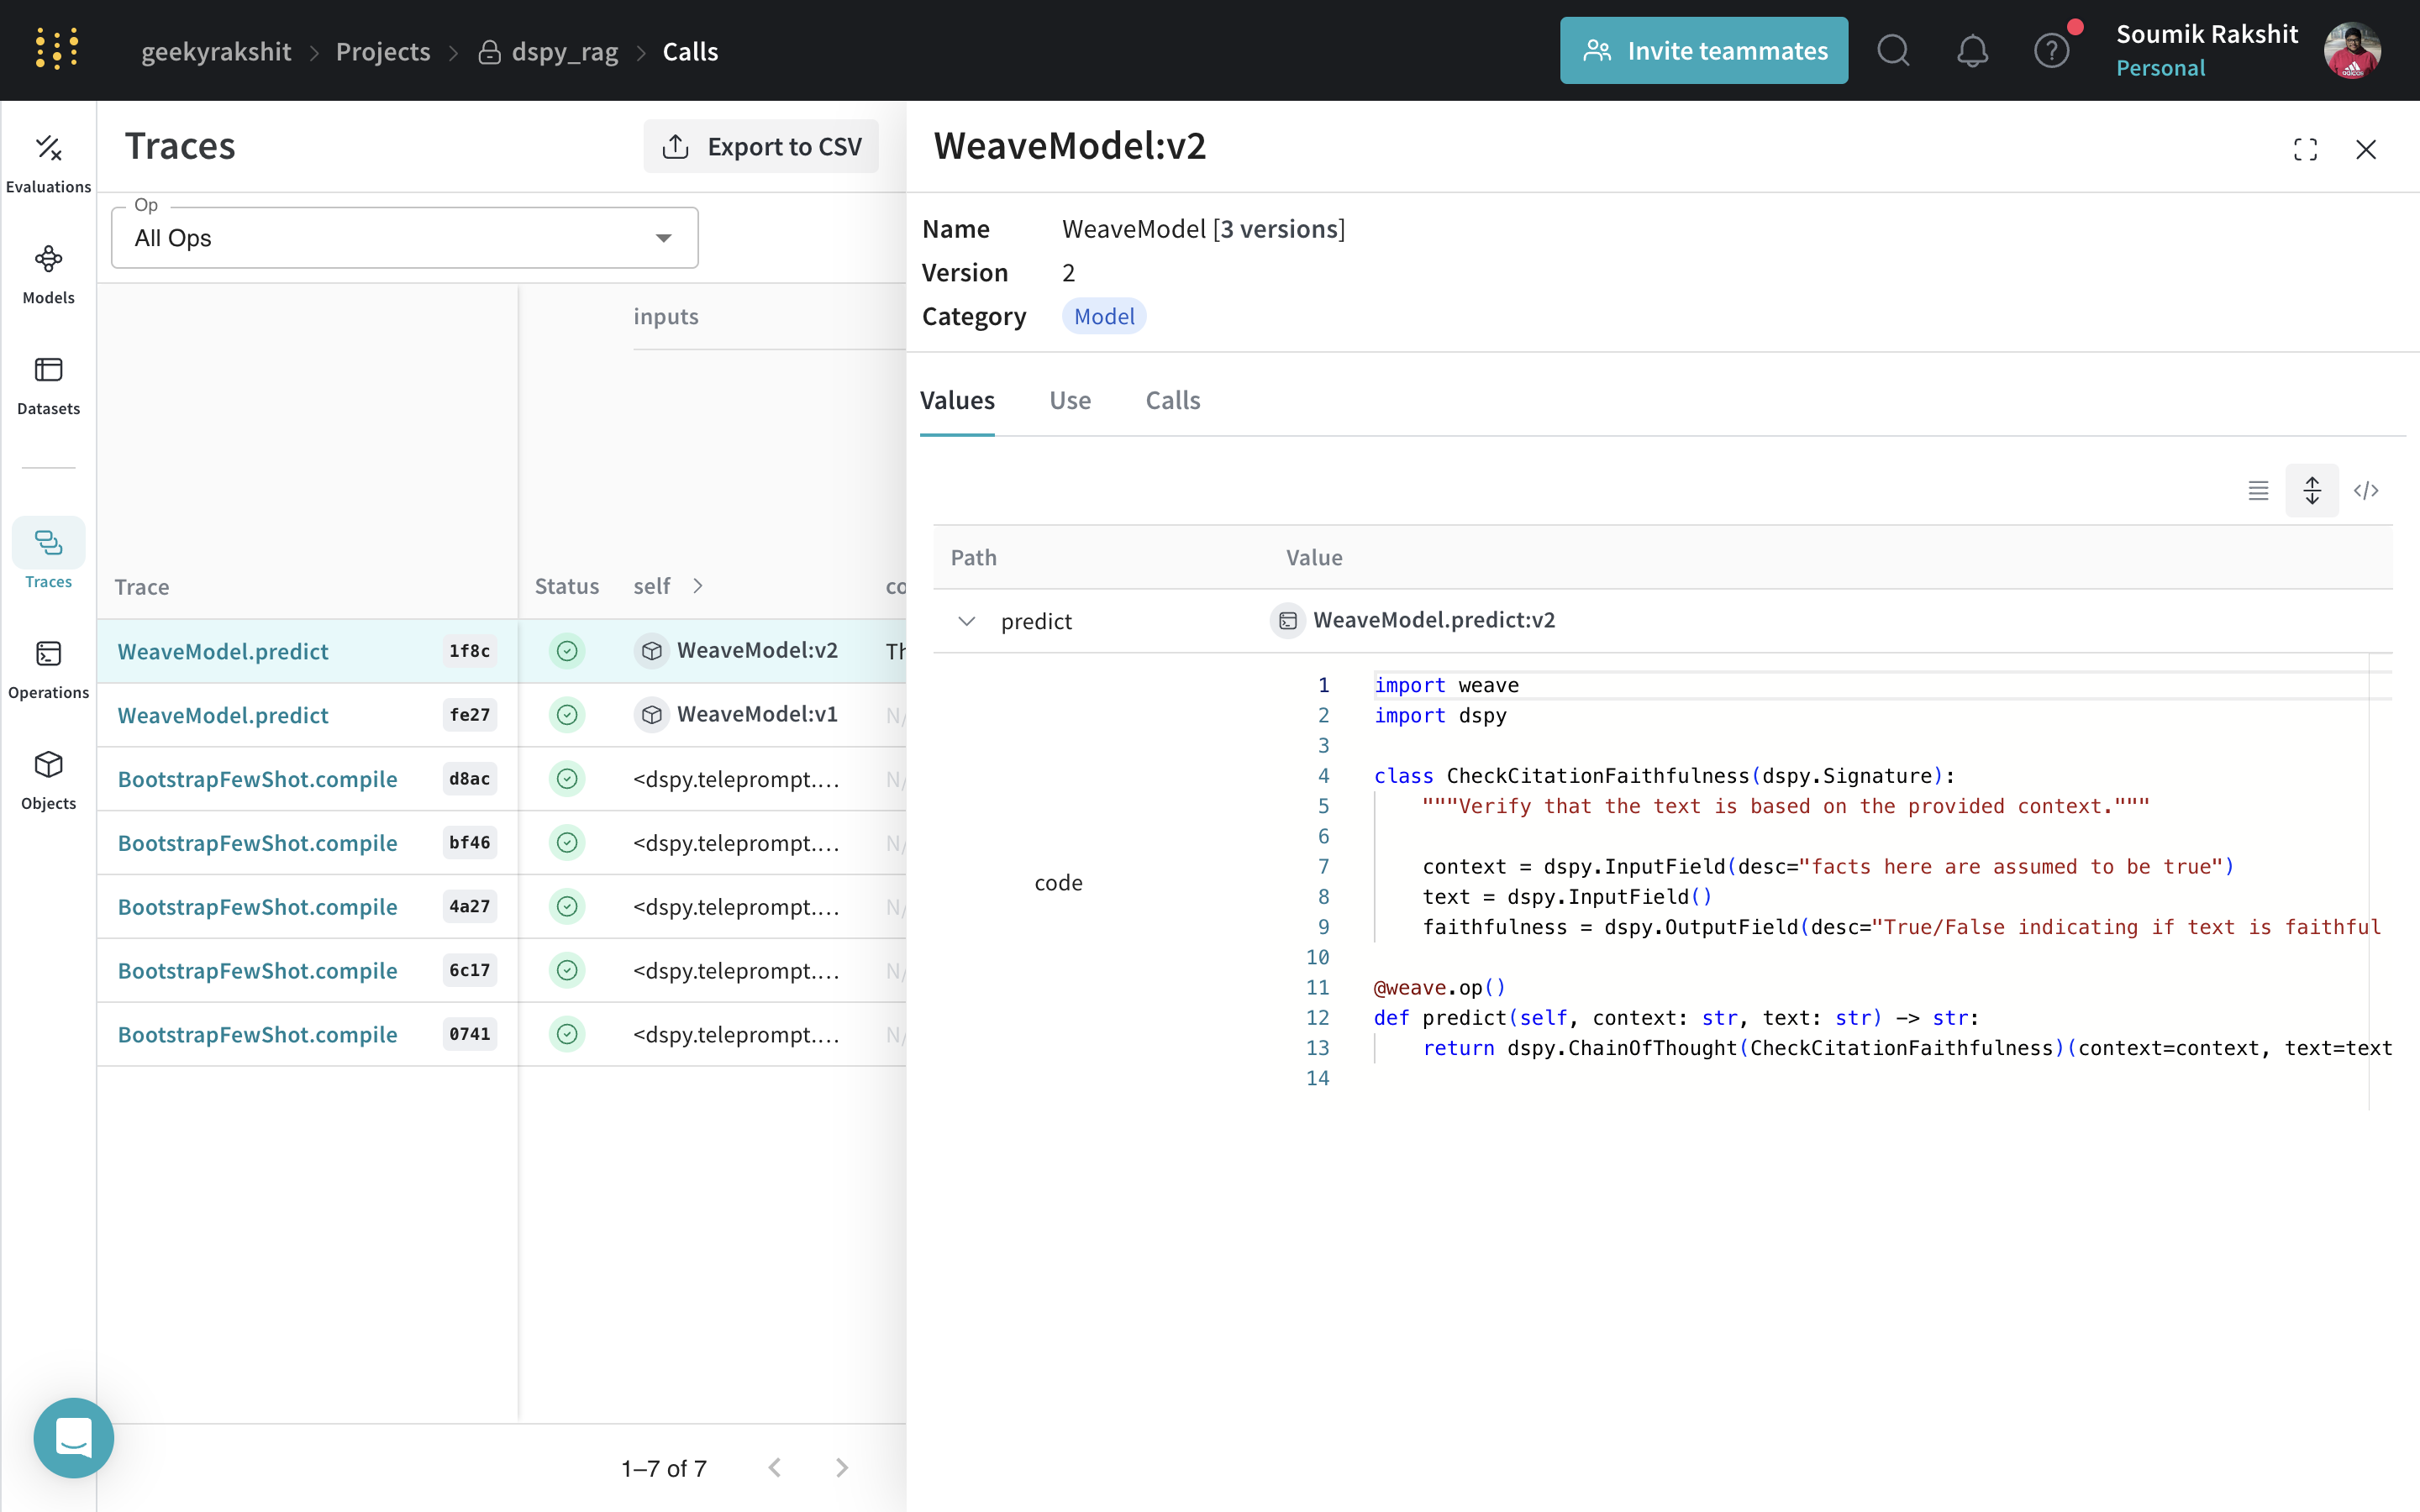 geekyrakshit > Projects > dspy_rag > Calls
Invite teammates
Soumik Rakshit
Personal
Evaluations
Models
Datasets
Traces
Operations
Objects
Traces
Export to CSV
Op
All Ops
inputs
Trace
Status
self
co
WeaveModel.predict 1f8c WeaveModel:v2 Th
WeaveModel.predict fe27 WeaveModel:v1 N/
BootstrapFewShot.compile d8ac <dspy.teleprompt.… N/
BootstrapFewShot.compile bf46 <dspy.teleprompt.… N/
BootstrapFewShot.compile 4a27 <dspy.teleprompt.… N/
BootstrapFewShot.compile 6c17 <dspy.teleprompt.… N/
BootstrapFewShot.compile 0741 <dspy.teleprompt.… N/
1–7 of 7
WeaveModel:v2
Name WeaveModel [3 versions]
Version 2
Category Model
Values Use Calls
Path Value
predict WeaveModel.predict:v2
code
1 import weave
2 import dspy
3
4 class CheckCitationFaithfulness(dspy.Signature):
5 """Verify that the text is based on the provided context."""
6
7 context = dspy.InputField(desc="facts here are assumed to be true")
8 text = dspy.InputField()
9 faithfulness = dspy.OutputField(desc="True/False indicating if text is faithful
10
11 @weave.op()
12 def predict(self, context: str, text: str) -> str:
13 return dspy.ChainOfThought(CheckCitationFaithfulness)(context=context, text=text
14